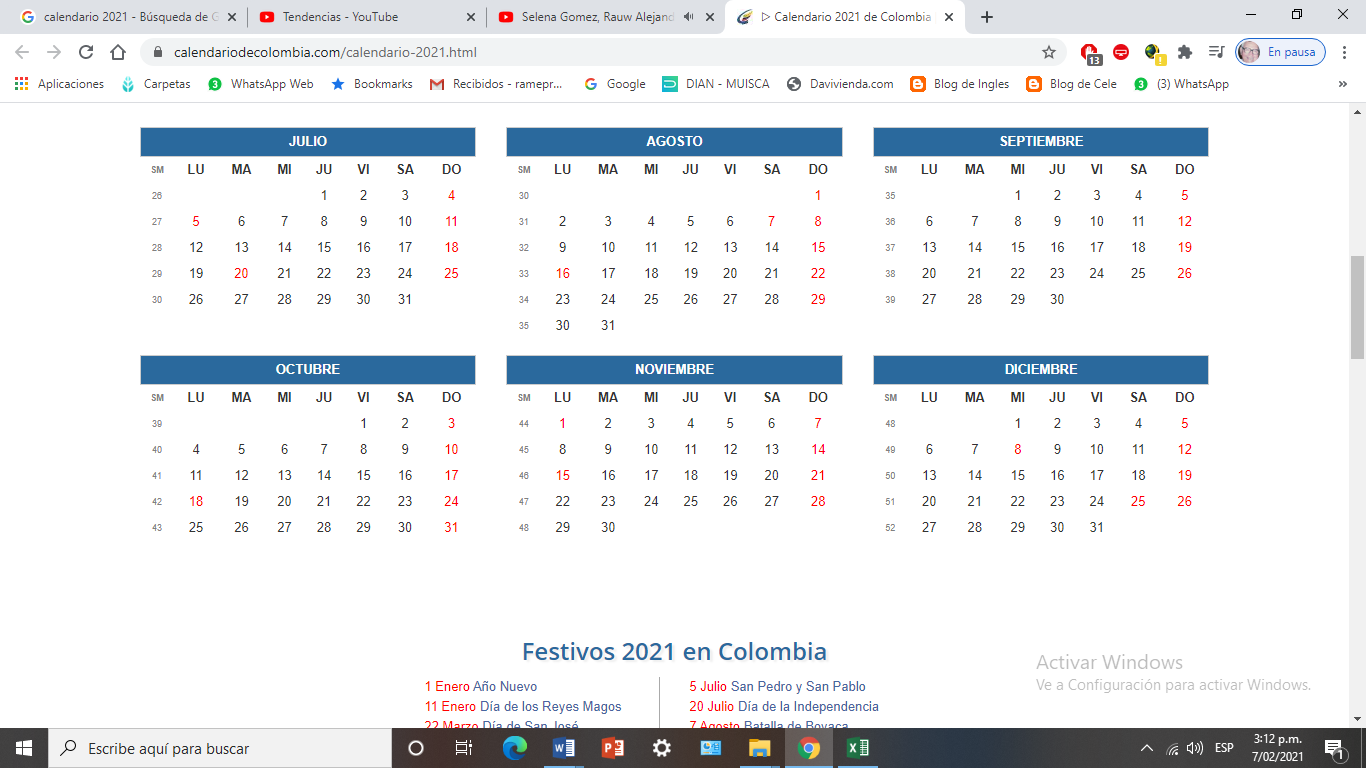 calendario 2021 - Búsqueda de G
Tendencias - YouTube
Selena Gomez, Rauw Alejand
▷ Calendario 2021 de Colombia
calendariodecolombia.com/calendario-2021.html
13
En pausa
Aplicaciones
Carpetas
WhatsApp Web
Bookmarks
Recibidos - ramepr...
Google
DIAN - MUISCA
Davivienda.com
Blog de Ingles
Blog de Cele
(3) WhatsApp
»
JULIO
SM LU MA MI JU VI SA DO
26 1 2 3 4
27 5 6 7 8 9 10 11
28 12 13 14 15 16 17 18
29 19 20 21 22 23 24 25
30 26 27 28 29 30 31
AGOSTO
SM LU MA MI JU VI SA DO
30 1
31 2 3 4 5 6 7 8
32 9 10 11 12 13 14 15
33 16 17 18 19 20 21 22
34 23 24 25 26 27 28 29
35 30 31
SEPTIEMBRE
SM LU MA MI JU VI SA DO
35 1 2 3 4 5
36 6 7 8 9 10 11 12
37 13 14 15 16 17 18 19
38 20 21 22 23 24 25 26
39 27 28 29 30
OCTUBRE
SM LU MA MI JU VI SA DO
39 1 2 3
40 4 5 6 7 8 9 10
41 11 12 13 14 15 16 17
42 18 19 20 21 22 23 24
43 25 26 27 28 29 30 31
NOVIEMBRE
SM LU MA MI JU VI SA DO
44 1 2 3 4 5 6 7
45 8 9 10 11 12 13 14
46 15 16 17 18 19 20 21
47 22 23 24 25 26 27 28
48 29 30
DICIEMBRE
SM LU MA MI JU VI SA DO
48 1 2 3 4 5
49 6 7 8 9 10 11 12
50 13 14 15 16 17 18 19
51 20 21 22 23 24 25 26
52 27 28 29 30 31
Festivos 2021 en Colombia
1 Enero Año Nuevo
11 Enero Día de los Reyes Magos
22 Marzo Día de San José
5 Julio San Pedro y San Pablo
20 Julio Día de la Independencia
7 Agosto Batalla de Boyaca
Activar Windows
Ve a Configuración para activar Windows.
Escribe aquí para buscar
ESP
3:12 p.m.
7/02/2021
1